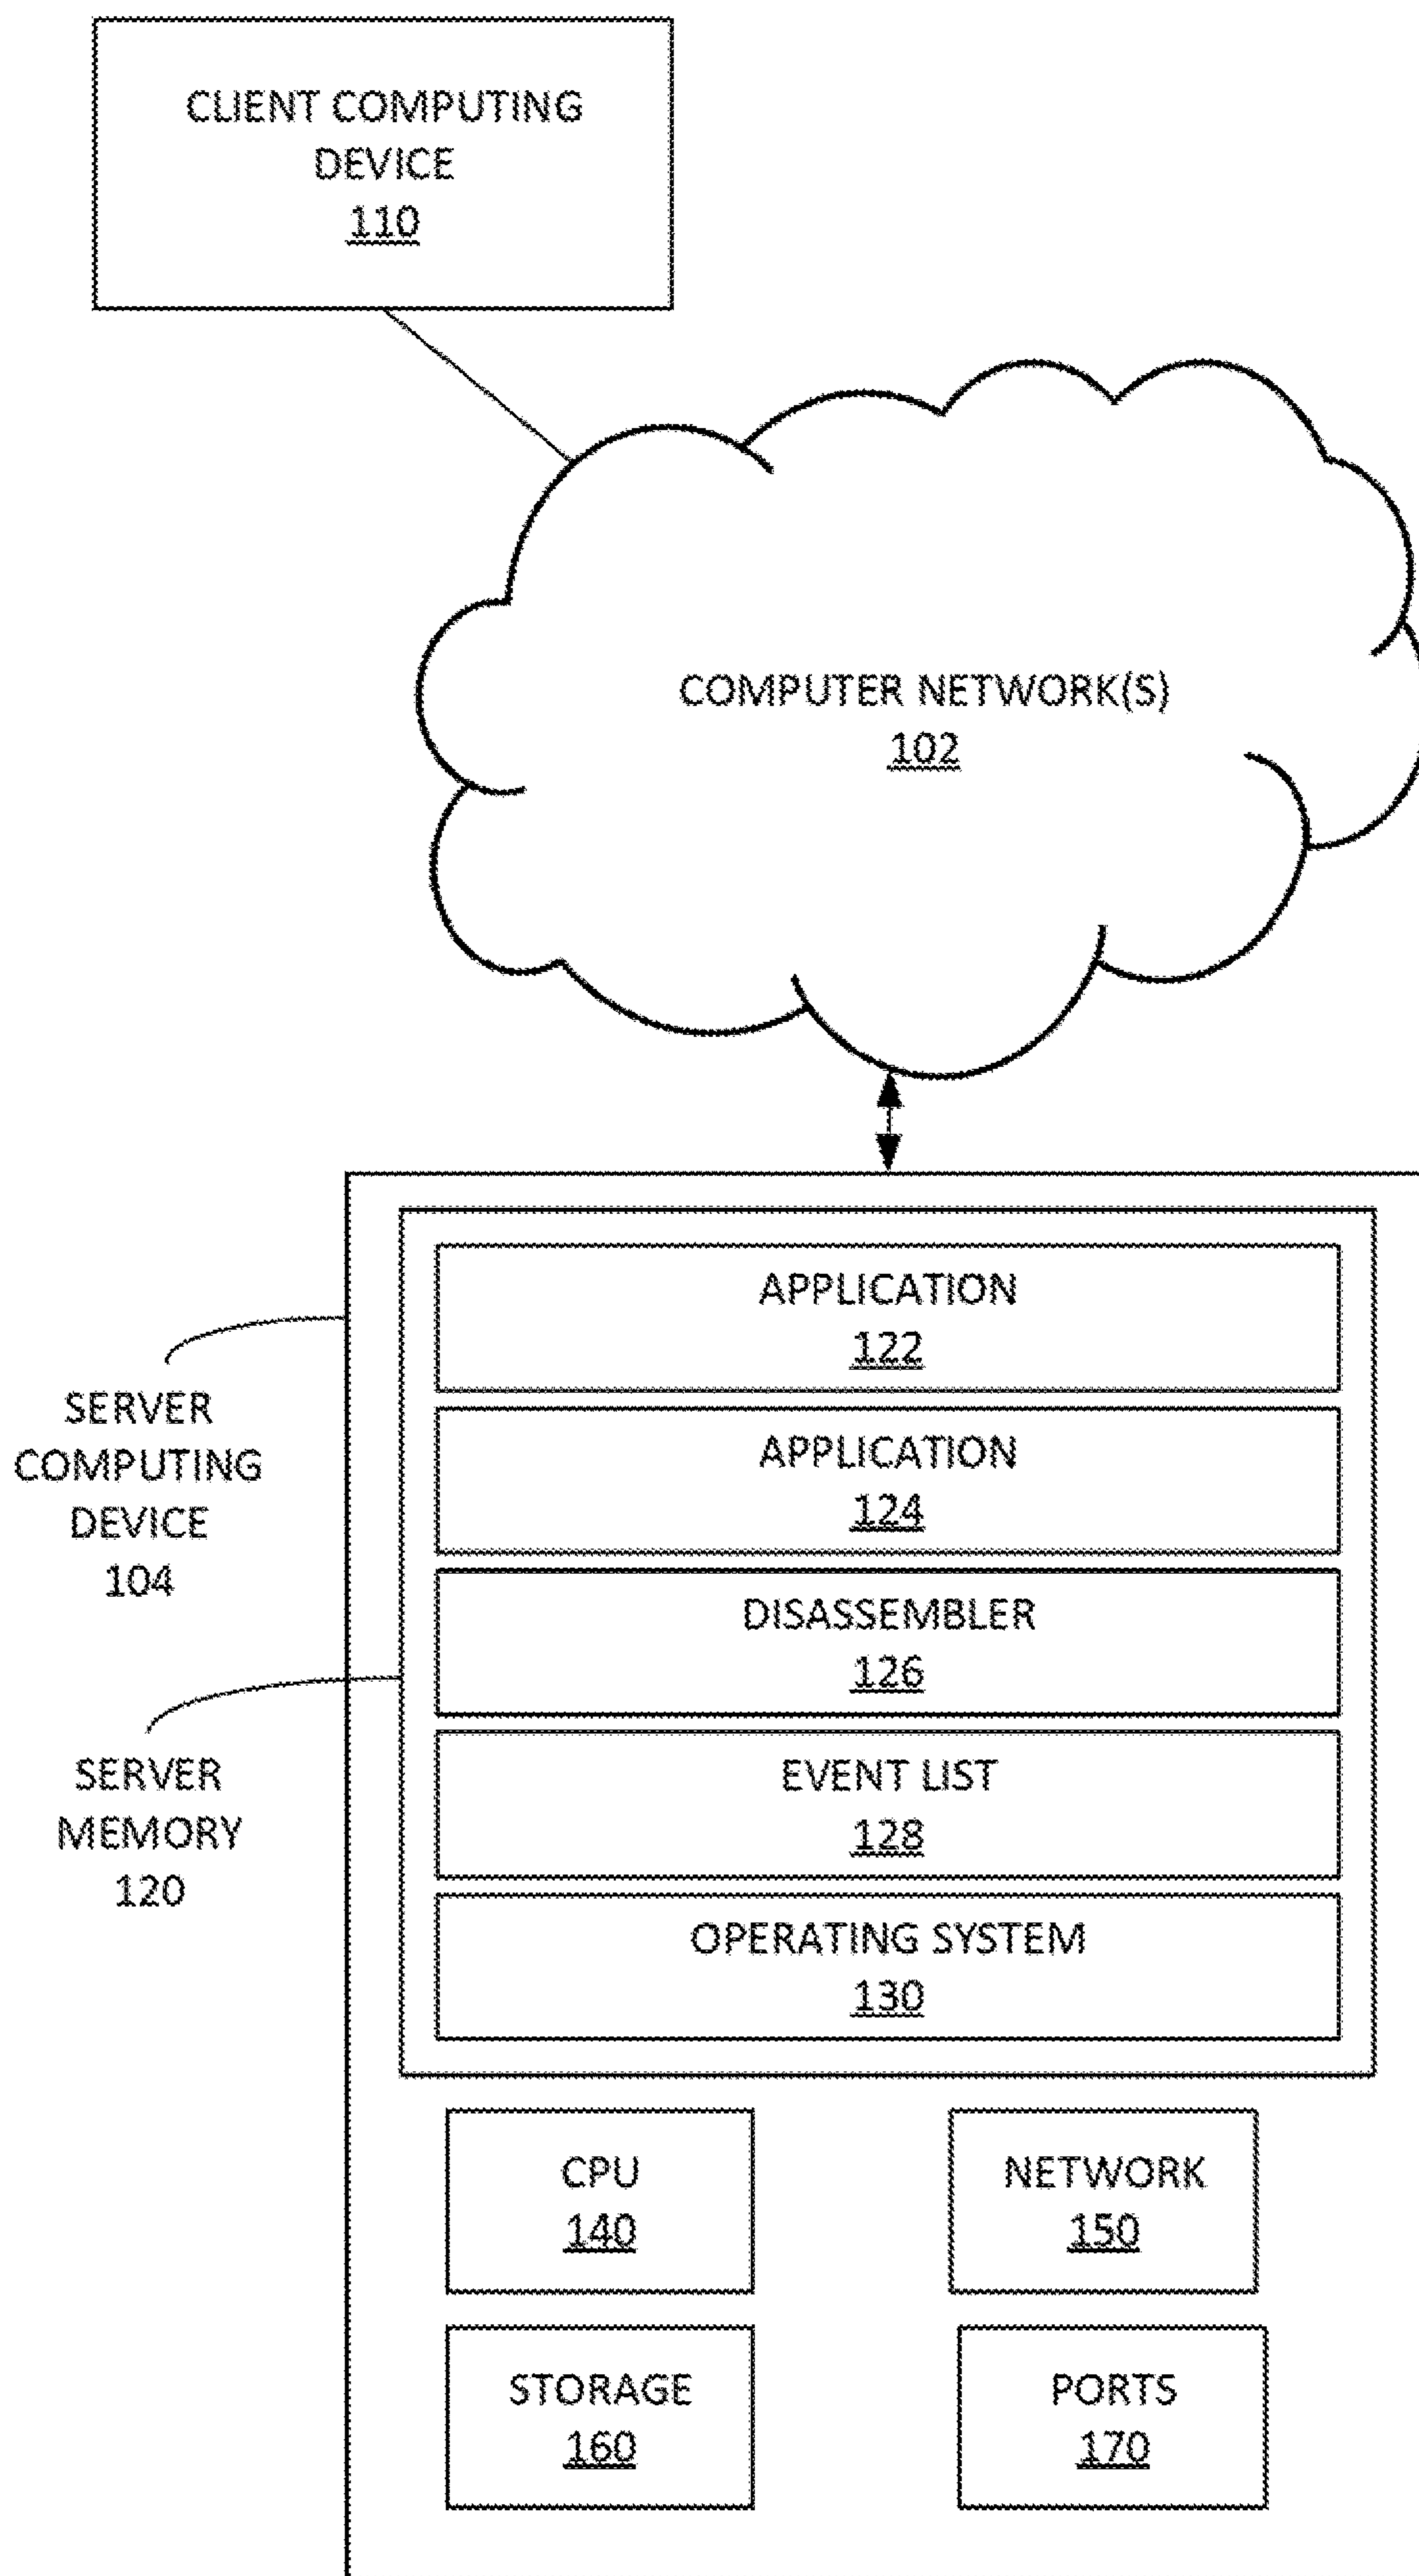 CLIENT COMPUTING
DEVICE
110
COMPUTER NETWORK(S)
102
APPLICATION
122
SERVER
COMPUTING
DEVICE
104
APPLICATION
124
DISASSEMBLER
126
SERVER
MEMORY
120
EVENT LIST
128
OPERATING SYSTEM
130
CPU
140
NETWORK
150
STORAGE
160
PORTS
170